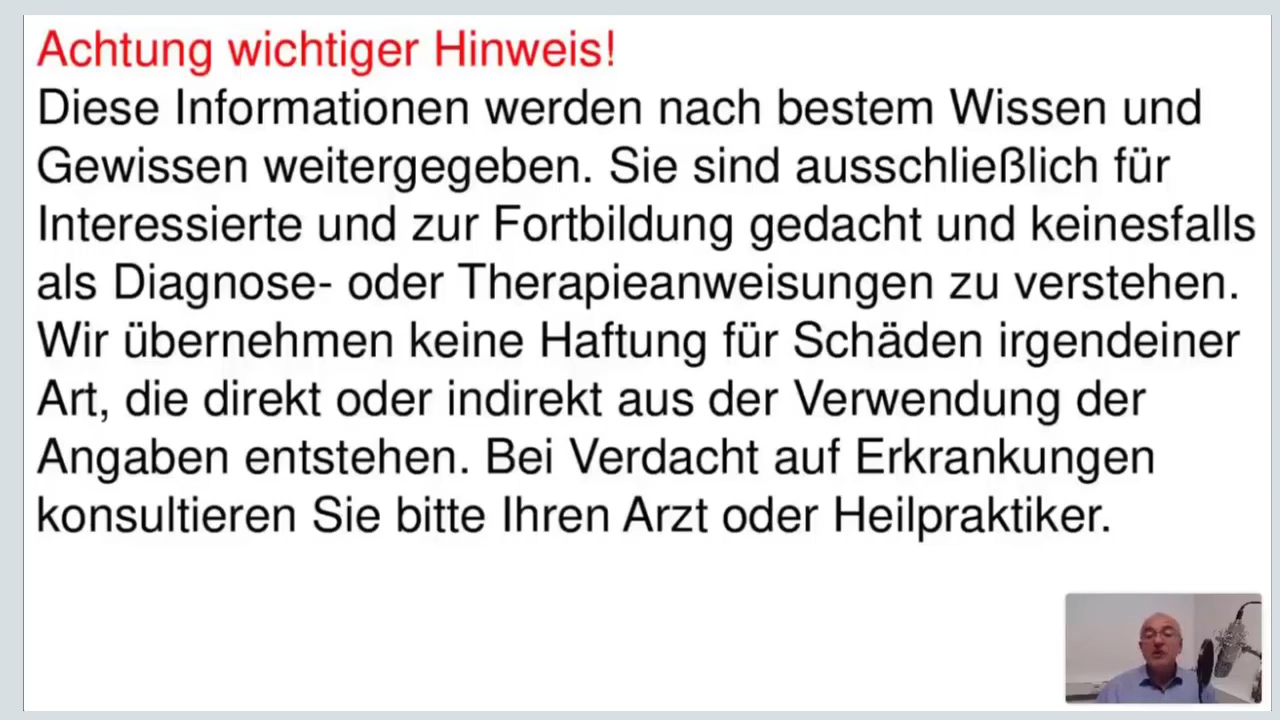 Achtung wichtiger Hinweis!
Diese Informationen werden nach bestem Wissen und
Gewissen weitergegeben. Sie sind ausschließlich für
Interessierte und zur Fortbildung gedacht und keinesfalls
als Diagnose- oder Therapieanweisungen zu verstehen.
Wir übernehmen keine Haftung für Schäden irgendeiner
Art, die direkt oder indirekt aus der Verwendung der
Angaben entstehen. Bei Verdacht auf Erkrankungen
konsultieren Sie bitte Ihren Arzt oder Heilpraktiker.